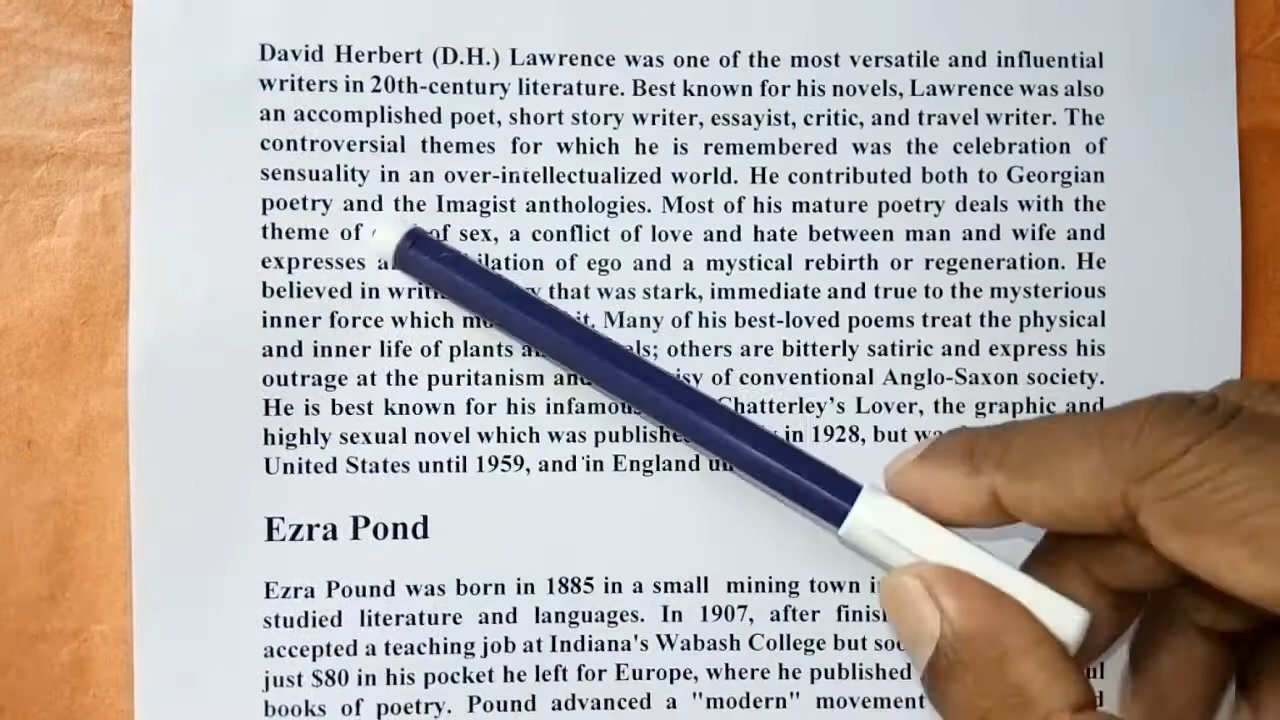 David Herbert (D.H.) Lawrence was one of the most versatile and influential
writers in 20th-century literature. Best known for his novels, Lawrence was also
an accomplished poet, short story writer, essayist, critic, and travel writer. The
controversial themes for which he is remembered was the celebration of
sensuality in an over-intellectualized world. He contributed both to Georgian
poetry and the Imagist anthologies. Most of his mature poetry deals with the
theme of of sex, a conflict of love and hate between man and wife and
expresses of ego and a mystical rebirth or regeneration. He
believed in that was stark, immediate and true to the mysterious
inner force which it. Many of his best-loved poems treat the physical
and inner life of plants others are bitterly satiric and express his
outrage at the puritanism of conventional Anglo-Saxon society.
He is best known for his Chatterley's Lover, the graphic and
highly sexual novel which was in 1928, but
United States until 1959, and in England
Ezra Pond
Ezra Pound was born in 1885 in a small mining town
studied literature and languages. In 1907, after
accepted a teaching job at Indiana's Wabash College but
just $80 in his pocket he left for Europe, where he published
books of poetry. Pound advanced a "modern" movement